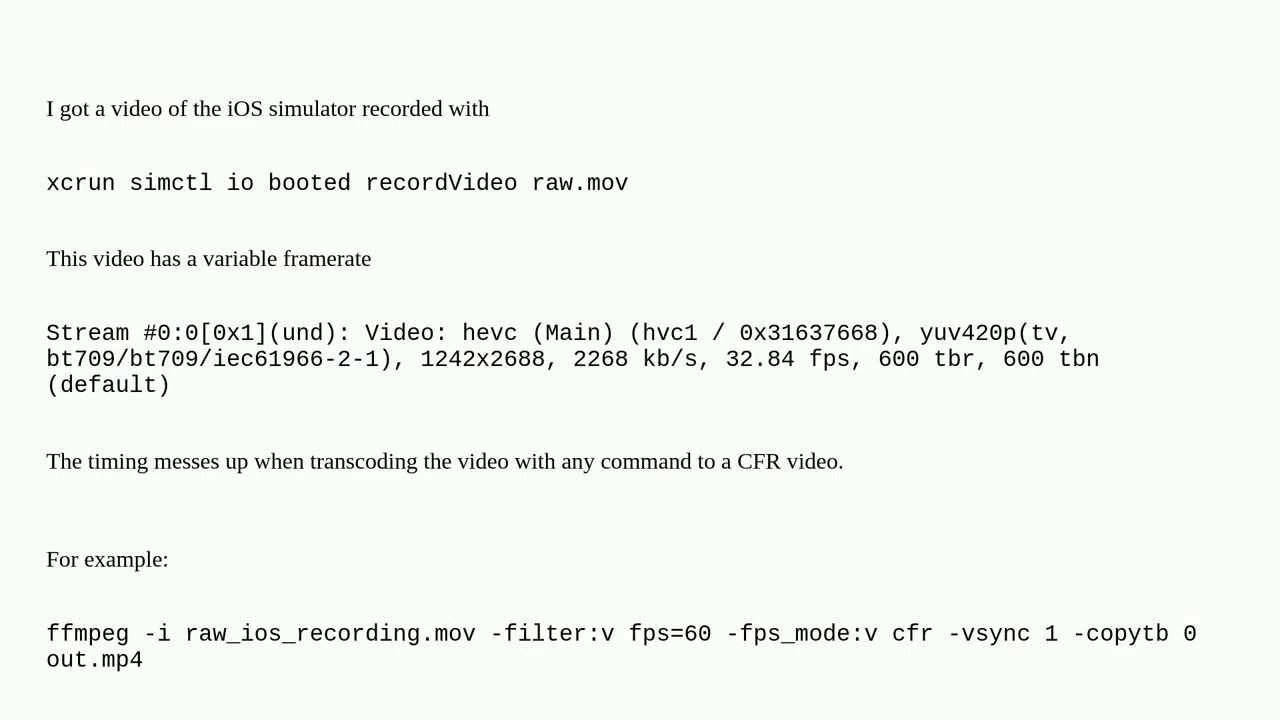 I got a video of the iOS simulator recorded with
xcrun simctl io booted recordVideo raw.mov
This video has a variable framerate
Stream #0:0[0x1](und): Video: hevc (Main) (hvc1 / 0x31637668), yuv420p(tv,
bt709/bt709/iec61966-2-1), 1242x2688, 2268 kb/s, 32.84 fps, 600 tbr, 600 tbn
(default)
The timing messes up when transcoding the video with any command to a CFR video.
For example:
ffmpeg -i raw_ios_recording.mov -filter:v fps=60 -fps_mode:v cfr -vsync 1 -copytb 0
out.mp4